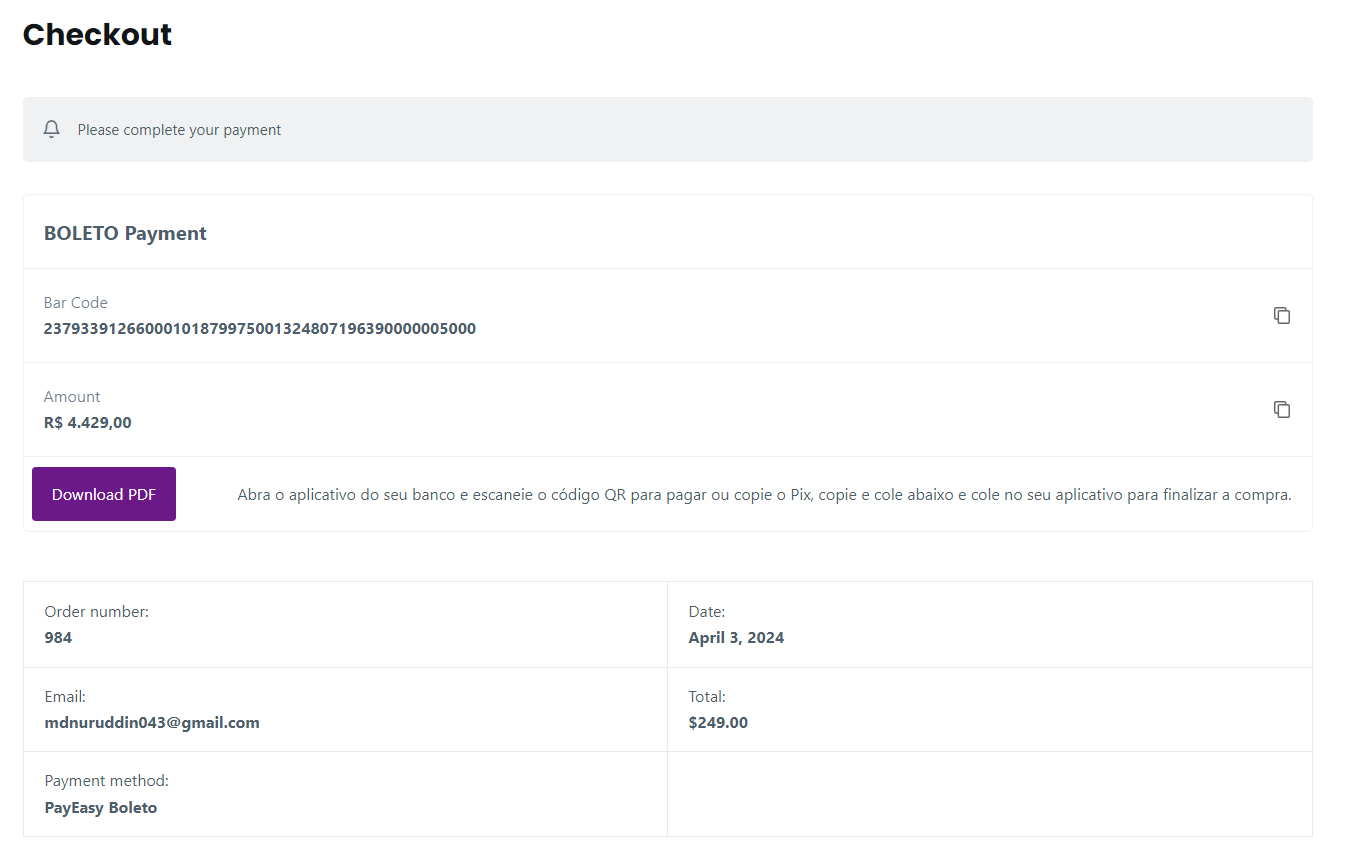 Checkout
Please complete your payment
BOLETO Payment
Bar Code
23793391266000101879975001324807196390000005000
Amount
R$ 4.429,00
Download PDF
Abra o aplicativo do seu banco e escaneie o código QR para pagar ou copie o Pix, copie e cole abaixo e cole no seu aplicativo para finalizar a compra.
Order number:
984
Date:
April 3, 2024
Email:
mdnuruddin043@gmail.com
Total:
$249.00
Payment method:
PayEasy Boleto